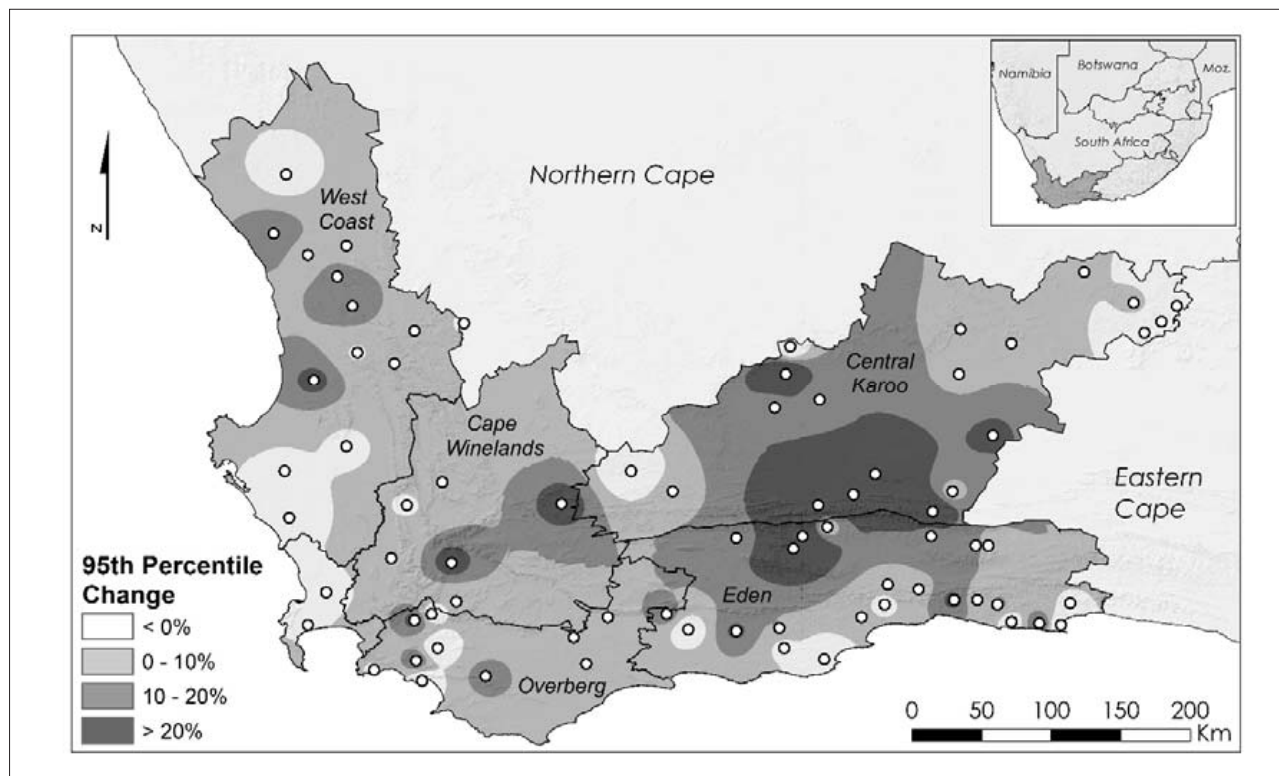 Namibia
Botswana
Moz.
South Africa
Northern Cape
West
Coast
N
Central
Karoo
Cape
Winelands
Eastern
Cape
Eden
Overberg
95th Percentile
Change
< 0%
0 - 10%
10 - 20%
> 20%
0 50 100 150 200
Km